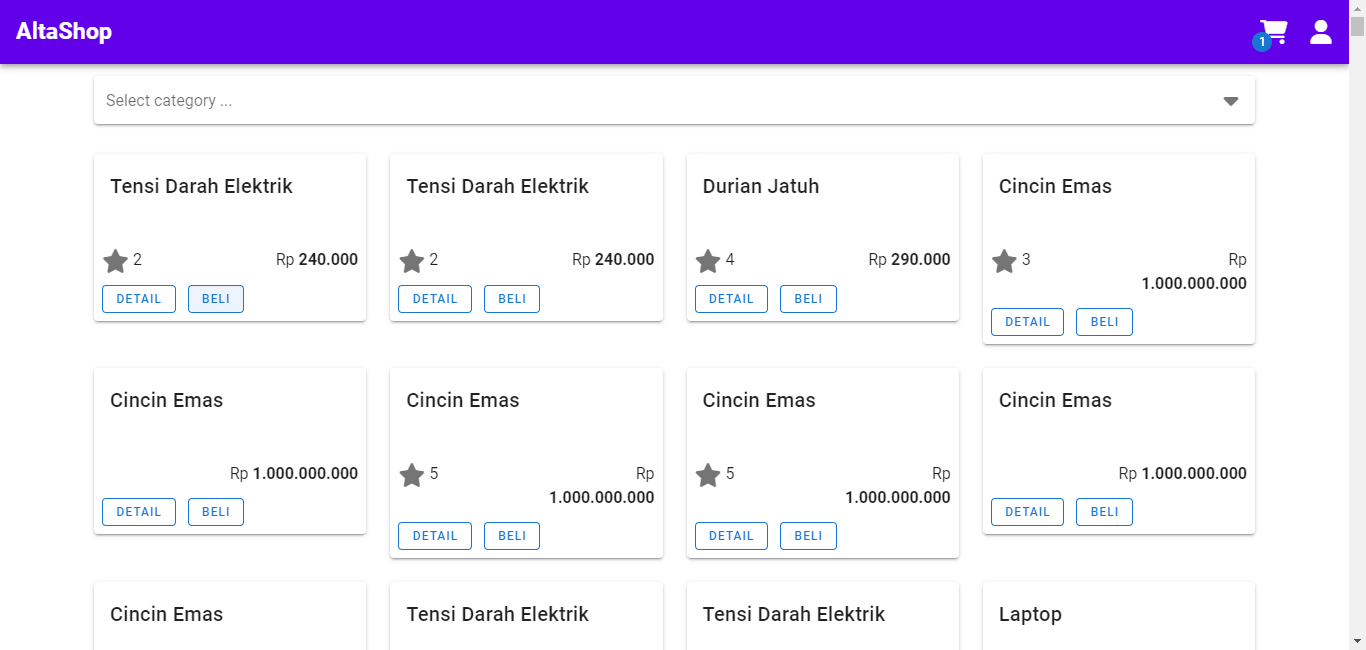 AltaShop
1
Select category ...
Tensi Darah Elektrik
2
Rp 240.000
DETAIL
BELI
Tensi Darah Elektrik
2
Rp 240.000
DETAIL
BELI
Durian Jatuh
4
Rp 290.000
DETAIL
BELI
Cincin Emas
3
Rp
1.000.000.000
DETAIL
BELI
Cincin Emas
Rp 1.000.000.000
DETAIL
BELI
Cincin Emas
5
Rp
1.000.000.000
DETAIL
BELI
Cincin Emas
5
Rp
1.000.000.000
DETAIL
BELI
Cincin Emas
Rp 1.000.000.000
DETAIL
BELI
Cincin Emas
Tensi Darah Elektrik
Tensi Darah Elektrik
Laptop